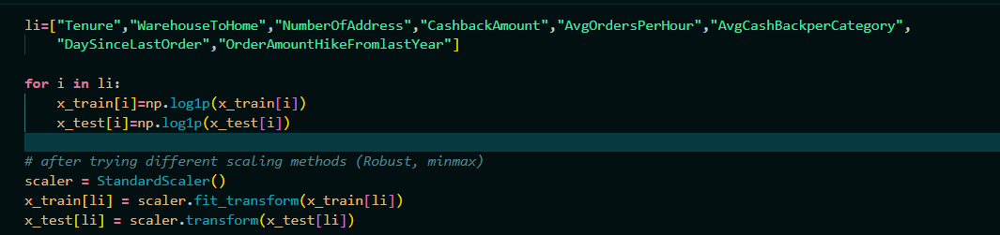 li=["Tenure","WarehouseToHome","NumberOfAddress","CashbackAmount","AvgOrdersPerHour","AvgCashBackperCategory",
"DaySinceLastOrder","OrderAmountHikeFromlastYear"]
for i in li:
x_train[i]=np.log1p(x_train[i])
x_test[i]=np.log1p(x_test[i])
# after trying different scaling methods (Robust, minmax)
scaler = StandardScaler()
x_train[li] = scaler.fit_transform(x_train[li])
x_test[li] = scaler.transform(x_test[li])